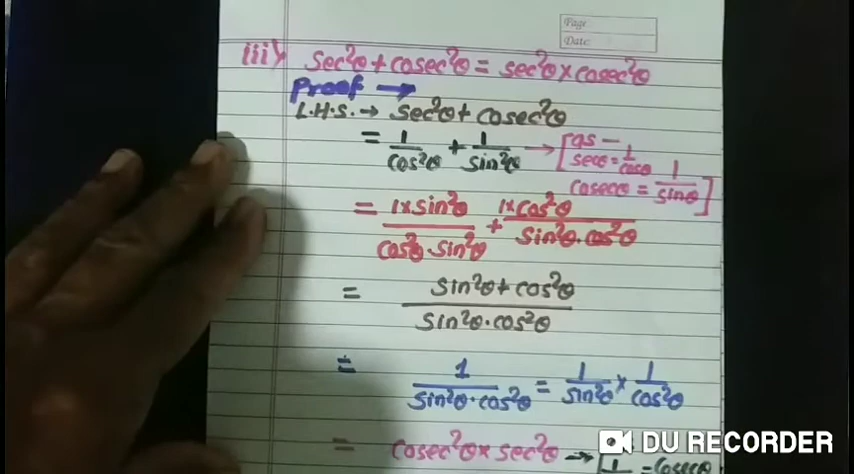 Page
Date
iii) sec²θ + cosec²θ = sec²θ × cosec²θ
Proof →
L.H.S. → sec²θ + cosec²θ
= 1/cos²θ + 1/sin²θ → [as – secθ = 1/cosθ
cosecθ = 1/sinθ]
= 1×sin²θ/cos²θ·sin²θ + 1×cos²θ/sin²θ·cos²θ
= sin²θ + cos²θ/sin²θ·cos²θ
= 1/sin²θ·cos²θ = 1/sin²θ × 1/cos²θ
= cosec²θ × sec²θ →
DU RECORDER